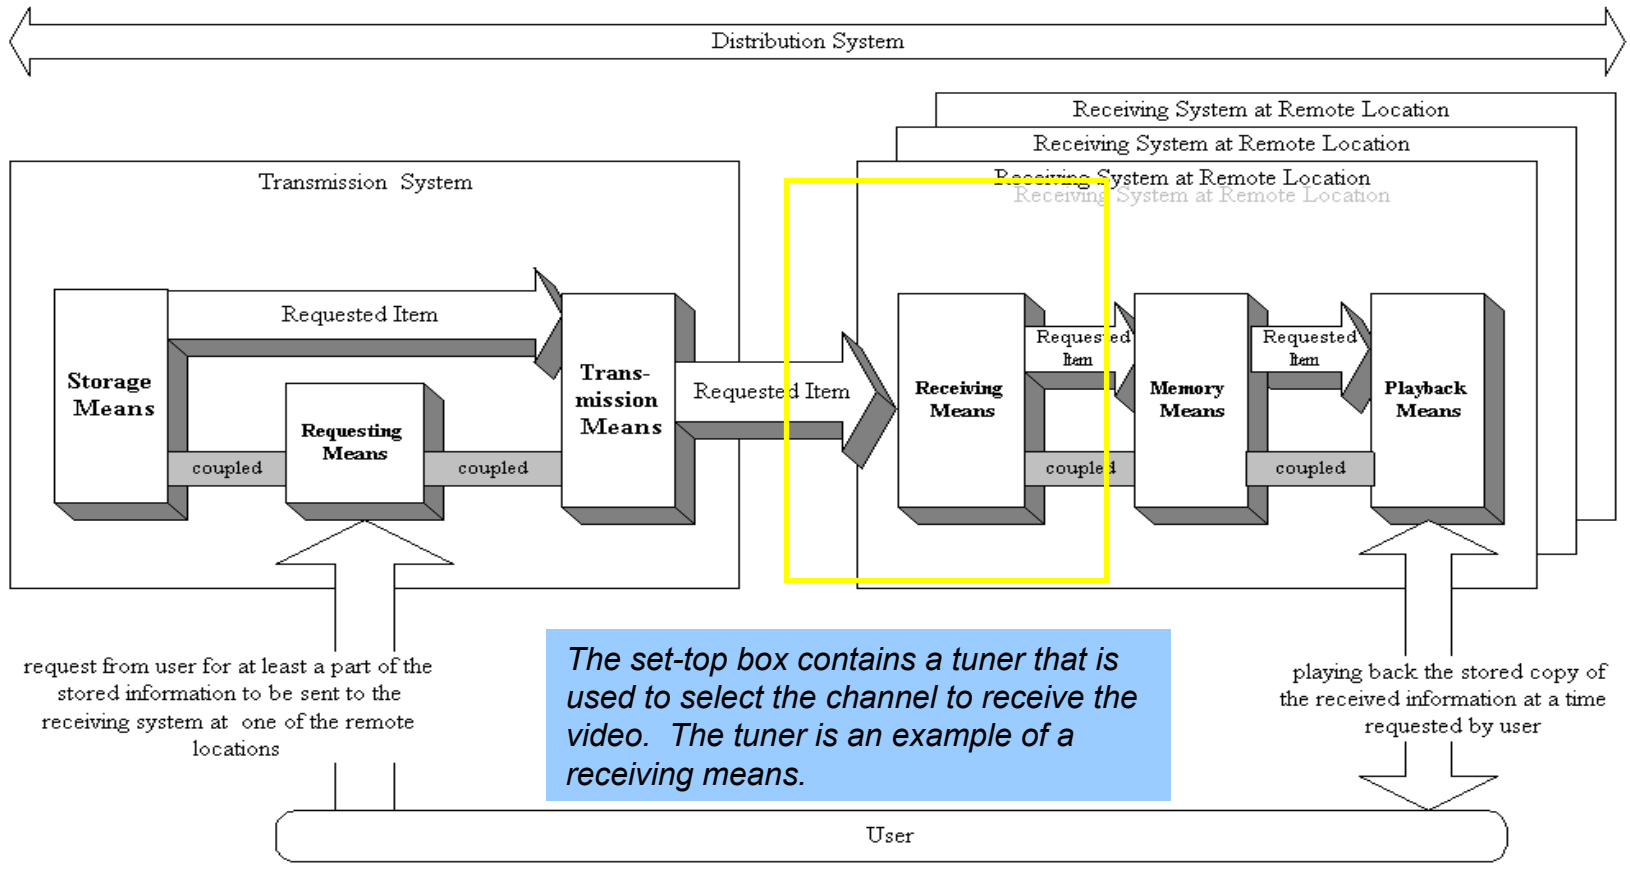 Distribution System
Receiving System at Remote Location
Receiving System at Remote Location
Receiving System at Remote Location
Receiving System at Remote Location
Transmission System
Requested Item
Storage
Means
Requesting
Means
coupled
coupled
Trans-
mission
Means
Requested Item
Receiving
Means
Requested
Item
coupled
Memory
Means
Requested
Item
coupled
Playback
Means
request from user for at least a part of the
stored information to be sent to the
receiving system at one of the remote
locations
The set-top box contains a tuner that is
used to select the channel to receive the
video. The tuner is an example of a
receiving means.
playing back the stored copy of
the received information at a time
requested by user
User